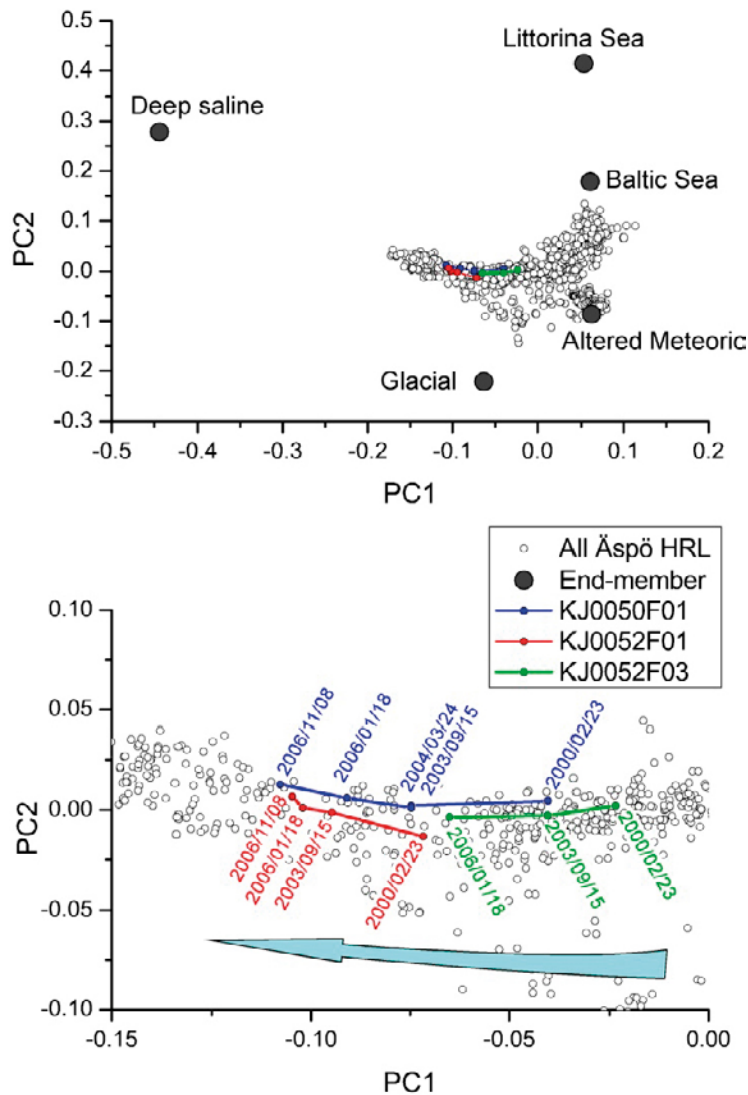 0.5
Littorina Sea
0.4
Deep saline
0.3
0.2
Baltic Sea
PC2
0.1
0.0
-0.1
Altered Meteoric
-0.2
Glacial
-0.3
-0.5 -0.4 -0.3 -0.2 -0.1 0.0 0.1 0.2
PC1
All Äspö HRL
End-member
KJ0050F01
KJ0052F01
KJ0052F03
0.10
0.05
PC2
0.00
-0.05
-0.10
2006/11/08
2006/01/18
2004/03/24
2003/09/15
2000/02/23
2006/11/08
2006/01/18
2003/09/15
2000/02/23
2006/01/18
2003/09/15
2000/02/23
-0.15 -0.10 -0.05 0.00
PC1